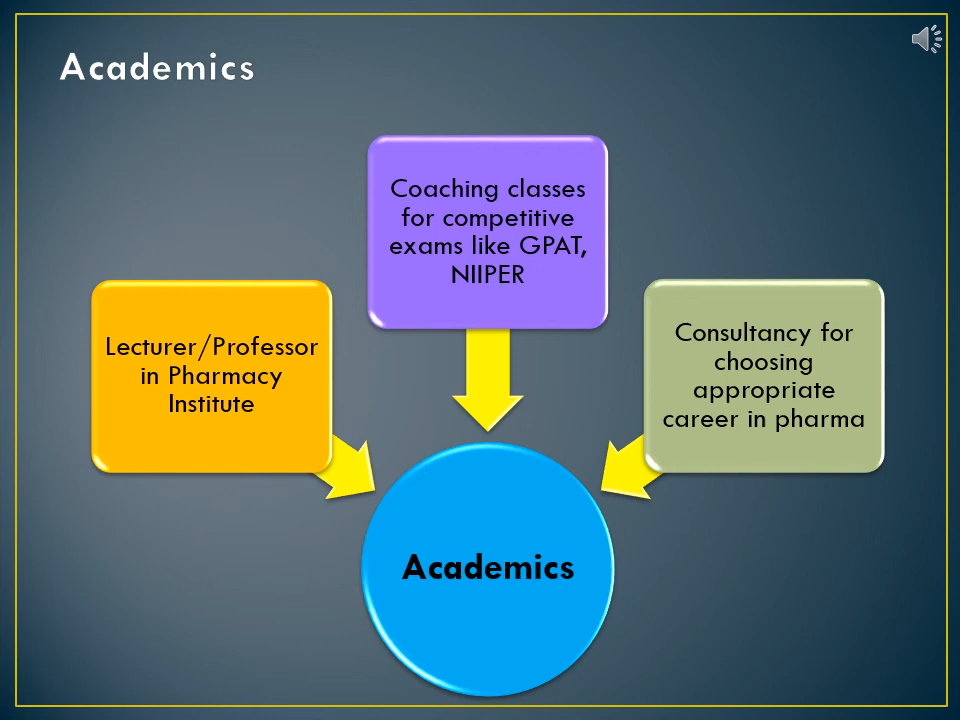 Academics
Coaching classes
for competitive
exams like GPAT,
NIIPER
Lecturer/Professor
in Pharmacy
Institute
Consultancy for
choosing
appropriate
career in pharma
Academics